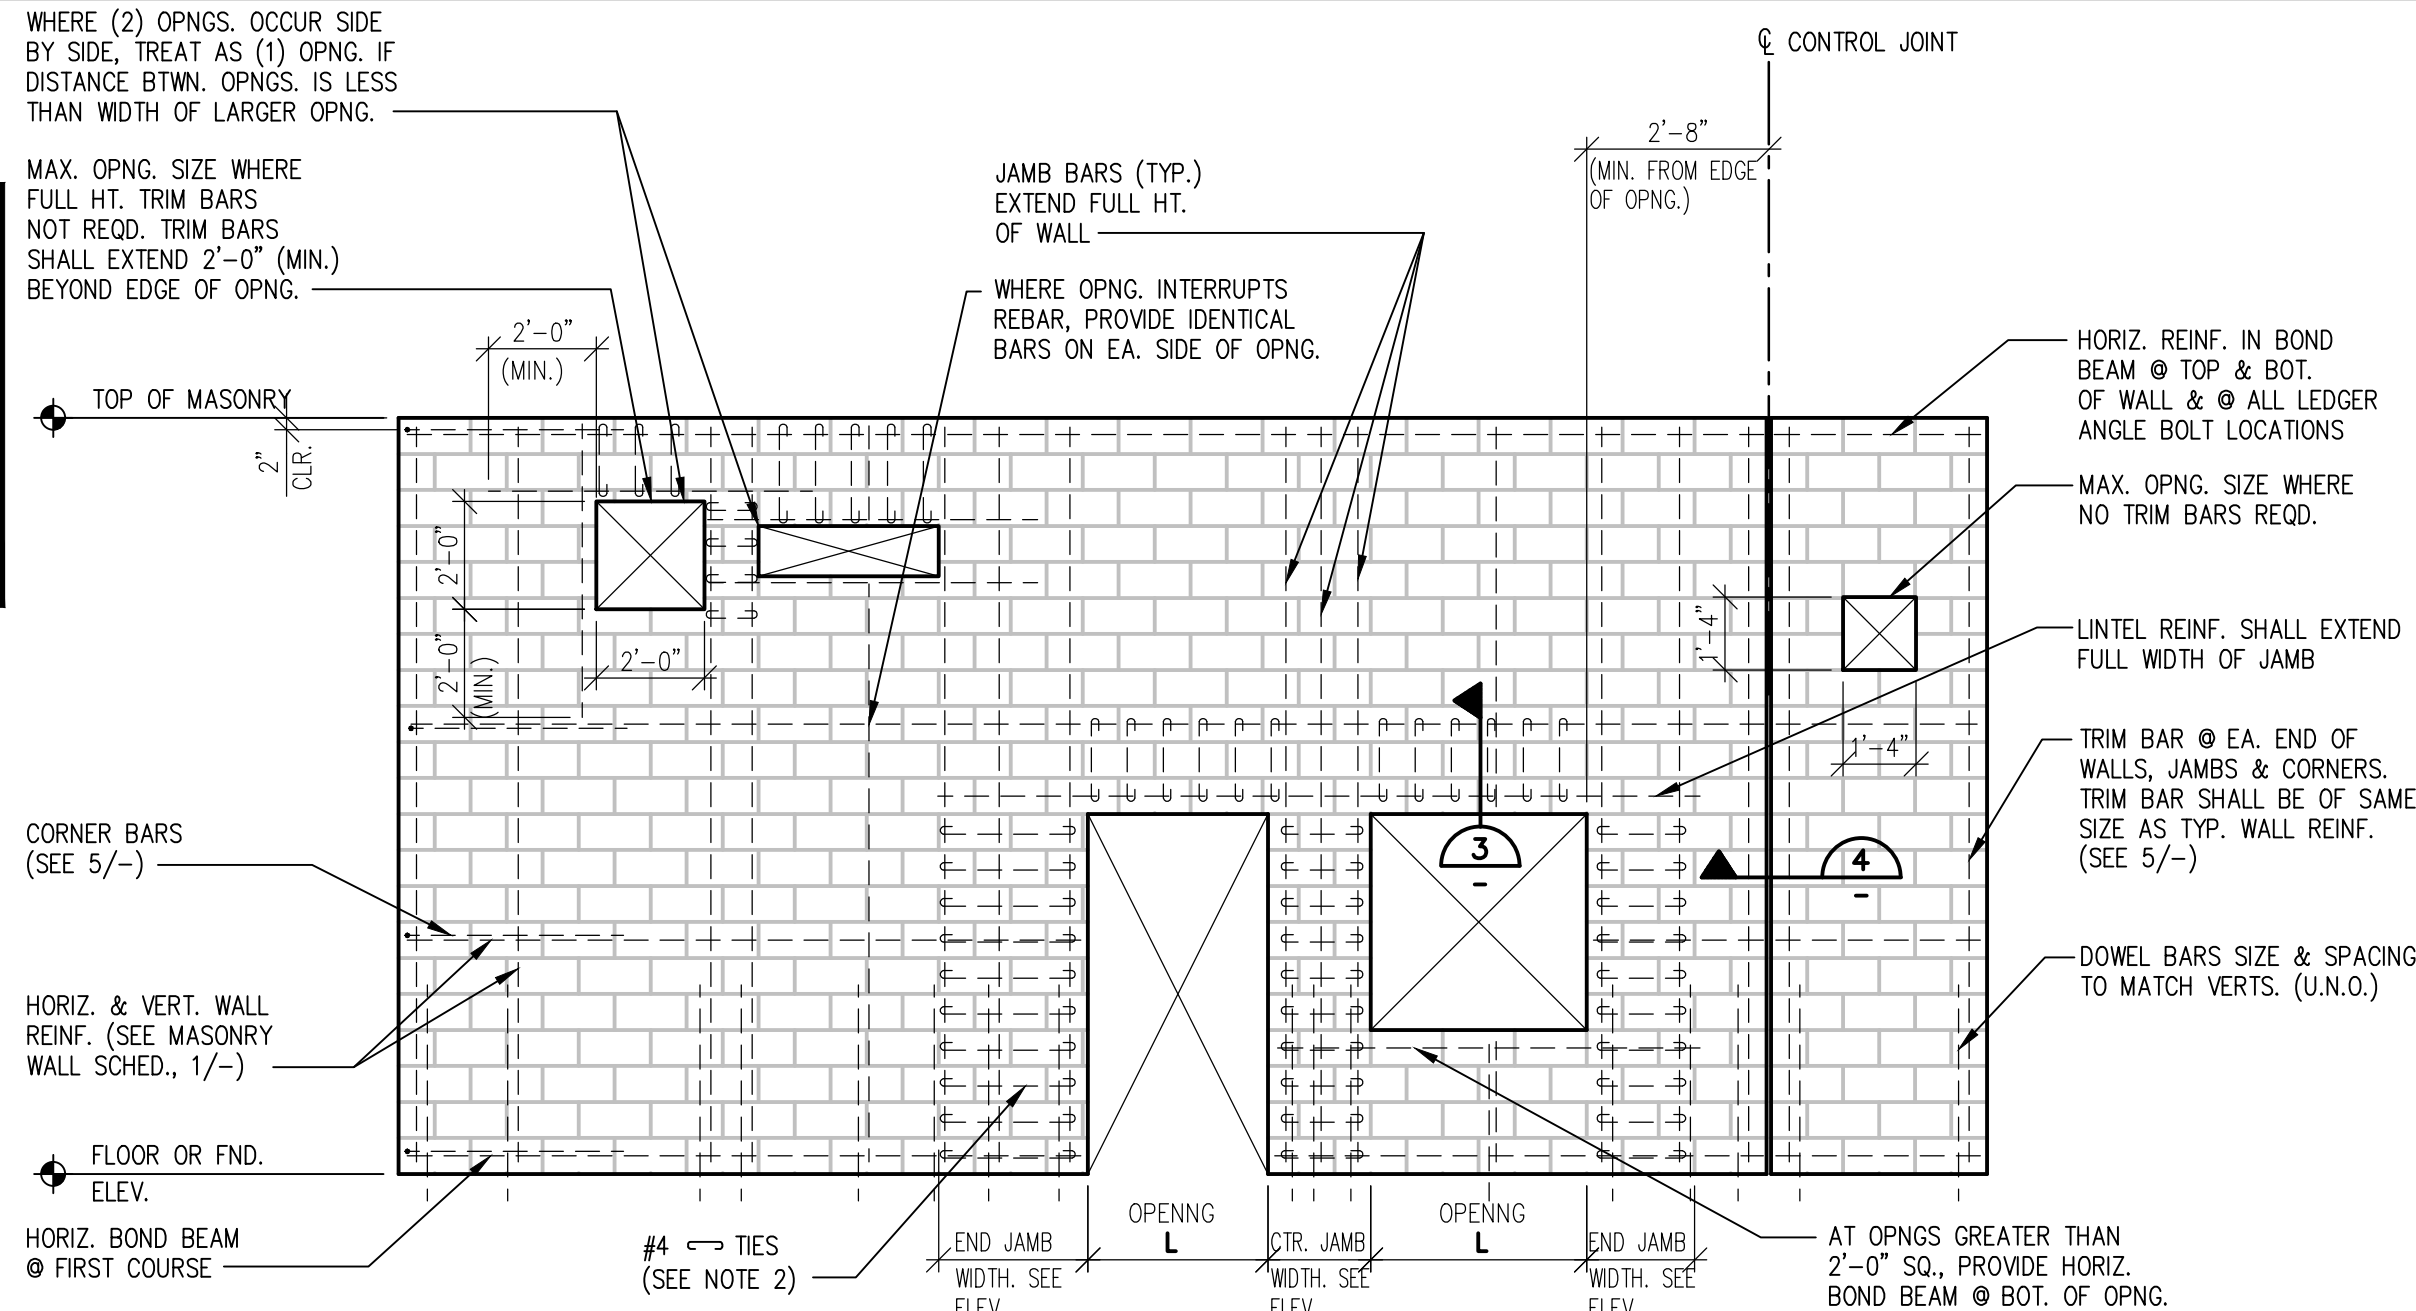 WHERE (2) OPNGS. OCCUR SIDE
BY SIDE, TREAT AS (1) OPNG. IF
DISTANCE BTWN. OPNGS. IS LESS
THAN WIDTH OF LARGER OPNG.
MAX. OPNG. SIZE WHERE
FULL HT. TRIM BARS
NOT REQD. TRIM BARS
SHALL EXTEND 2'-0" (MIN.)
BEYOND EDGE OF OPNG.
JAMB BARS (TYP.)
EXTEND FULL HT.
OF WALL
WHERE OPNG. INTERRUPTS
REBAR, PROVIDE IDENTICAL
BARS ON EA. SIDE OF OPNG.
℄ CONTROL JOINT
2'-8"
(MIN. FROM EDGE
OF OPNG.)
2'-0"
(MIN.)
TOP OF MASONRY
2"
CLR.
2'-0"
2'-0"
(MIN.)
2'-0"
HORIZ. REINF. IN BOND
BEAM @ TOP & BOT.
OF WALL & @ ALL LEDGER
ANGLE BOLT LOCATIONS
MAX. OPNG. SIZE WHERE
NO TRIM BARS REQD.
1'-4"
1'-4"
LINTEL REINF. SHALL EXTEND
FULL WIDTH OF JAMB
TRIM BAR @ EA. END OF
WALLS, JAMBS & CORNERS.
TRIM BAR SHALL BE OF SAME
SIZE AS TYP. WALL REINF.
(SEE 5/-)
3
-
4
-
DOWEL BARS SIZE & SPACING
TO MATCH VERTS. (U.N.O.)
CORNER BARS
(SEE 5/-)
HORIZ. & VERT. WALL
REINF. (SEE MASONRY
WALL SCHED., 1/-)
FLOOR OR FND.
ELEV.
HORIZ. BOND BEAM
@ FIRST COURSE
#4 TIES
(SEE NOTE 2)
END JAMB
WIDTH. SEE
ELEV
OPENNG
L
CTR. JAMB
WIDTH. SEE
ELEV
OPENNG
L
END JAMB
WIDTH. SEE
ELEV
AT OPNGS GREATER THAN
2'-0" SQ., PROVIDE HORIZ.
BOND BEAM @ BOT. OF OPNG.